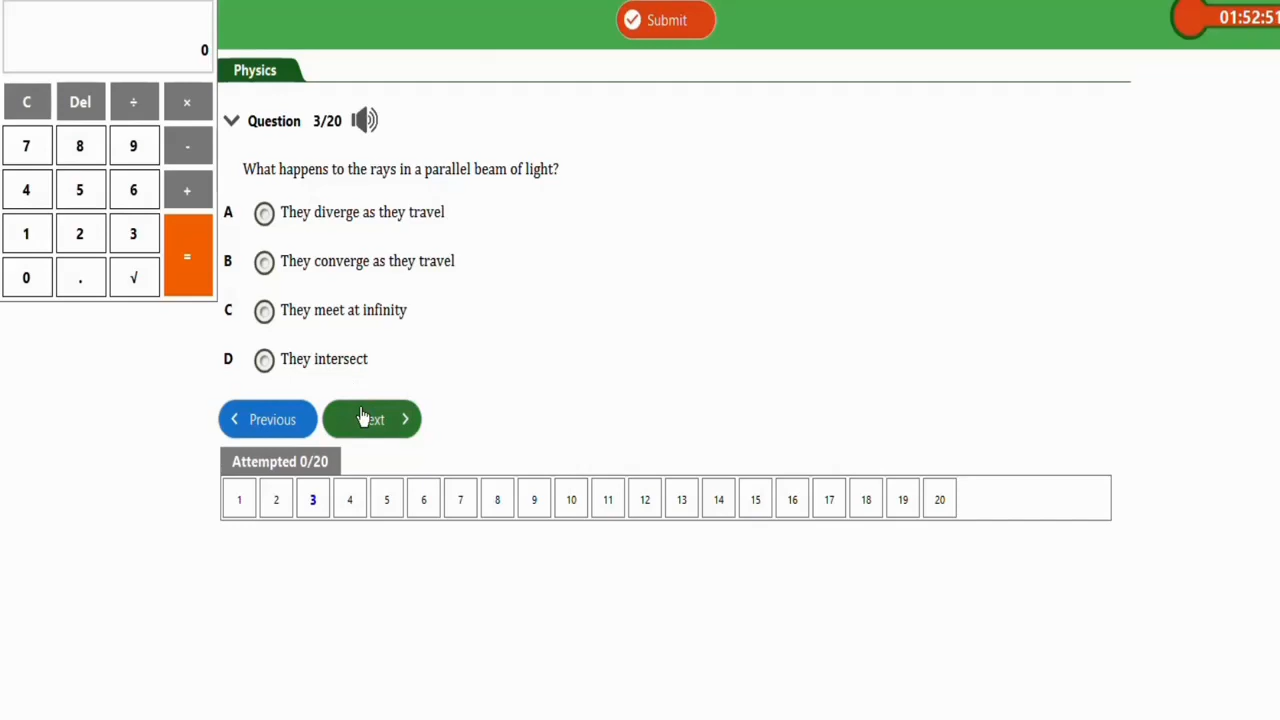 Submit
01:52:51
0
C Del ÷ ×
7 8 9 -
4 5 6 +
1 2 3 =
0 . √
Physics
Question 3/20
What happens to the rays in a parallel beam of light?
A They diverge as they travel
B They converge as they travel
C They meet at infinity
D They intersect
Previous
Attempted 0/20
1 2 3 4 5 6 7 8 9 10 11 12 13 14 15 16 17 18 19 20